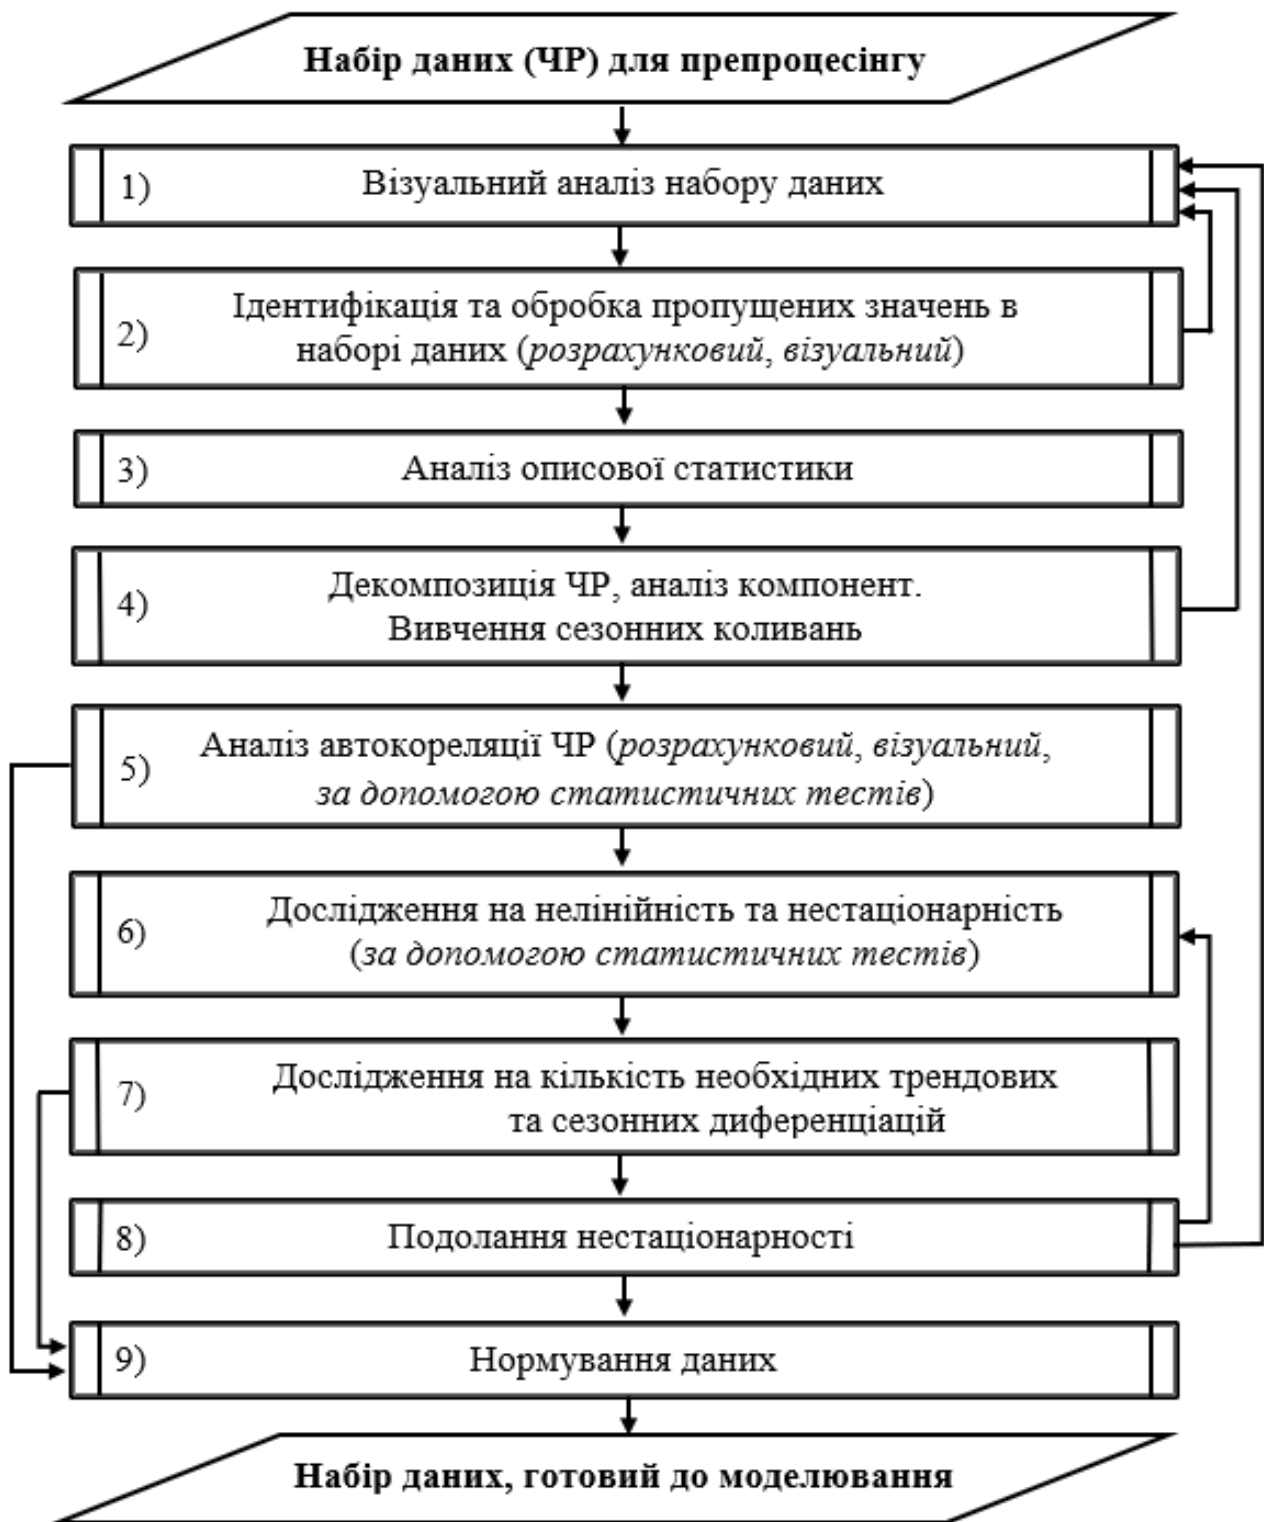 Набір даних (ЧР) для препроцесінгу
1) Візуальний аналіз набору даних
2) Ідентифікація та обробка пропущених значень в
наборі даних (розрахунковий, візуальний)
3) Аналіз описової статистики
4) Декомпозиція ЧР, аналіз компонент.
Вивчення сезонних коливань
5) Аналіз автокореляції ЧР (розрахунковий, візуальний,
за допомогою статистичних тестів)
6) Дослідження на нелінійність та нестаціонарність
(за допомогою статистичних тестів)
7) Дослідження на кількість необхідних трендових
та сезонних диференціацій
8) Подолання нестаціонарності
9) Нормування даних
Набір даних, готовий до моделювання